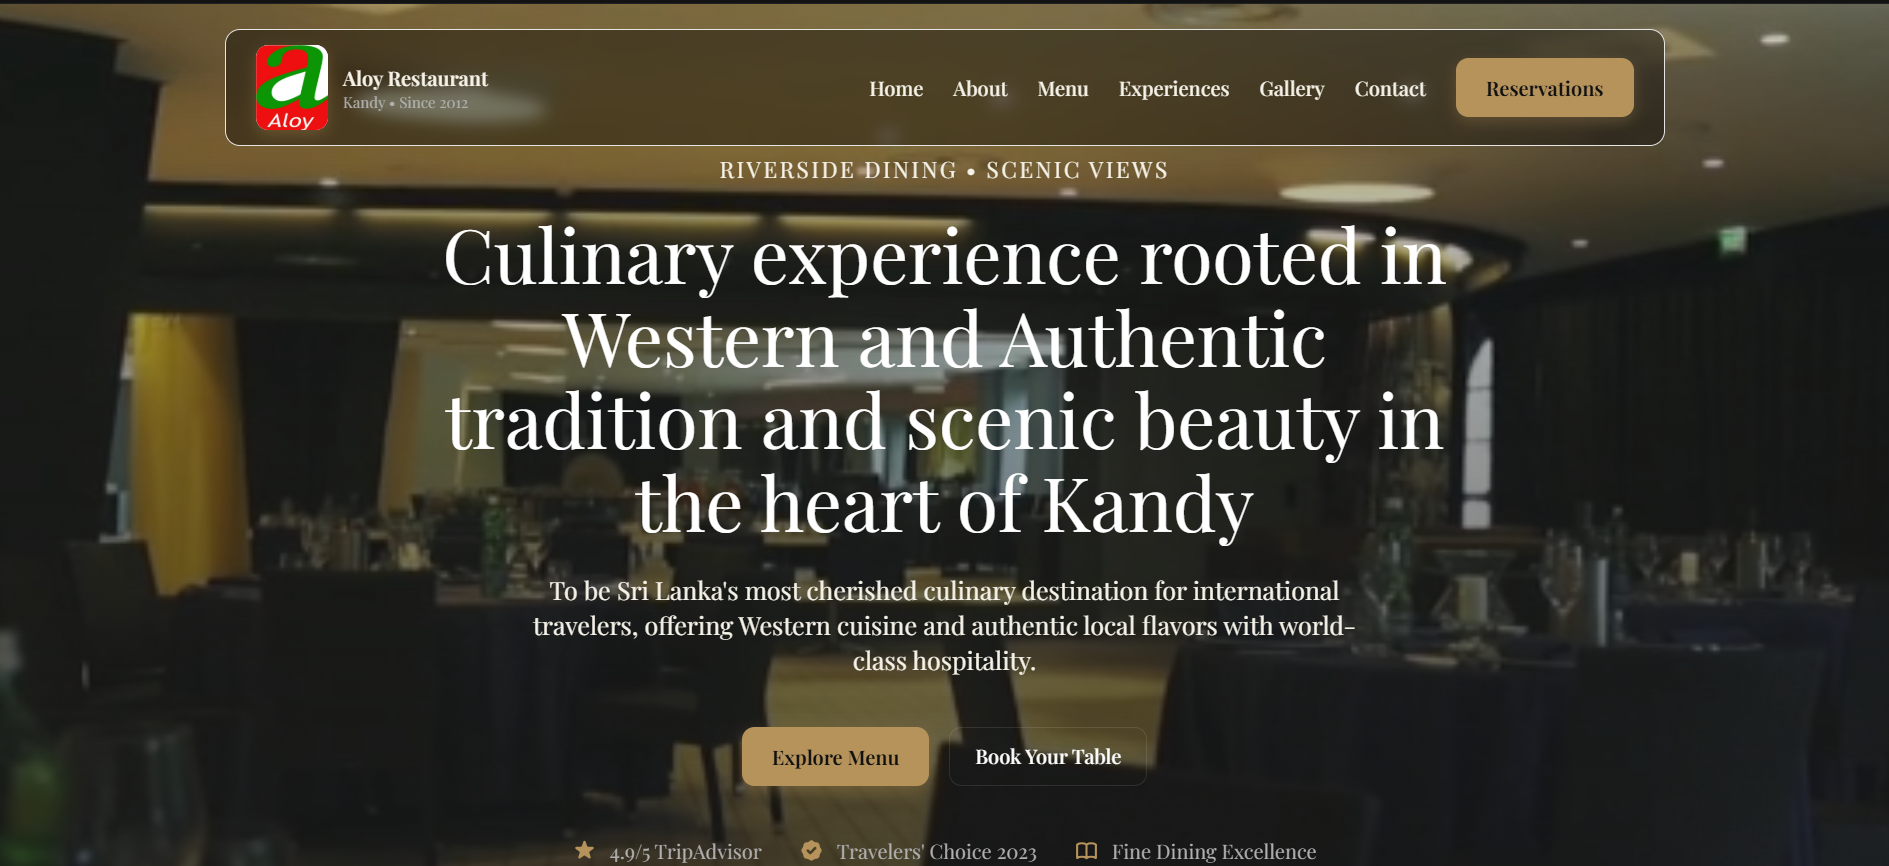 a
Aloy
Aloy Restaurant
Kandy • Since 2012
Home About Menu Experiences Gallery Contact Reservations
RIVERSIDE DINING • SCENIC VIEWS
Culinary experience rooted in
Western and Authentic
tradition and scenic beauty in
the heart of Kandy
To be Sri Lanka's most cherished culinary destination for international
travelers, offering Western cuisine and authentic local flavors with world-
class hospitality.
Explore Menu Book Your Table
4.9/5 TripAdvisor Travelers' Choice 2023 Fine Dining Excellence